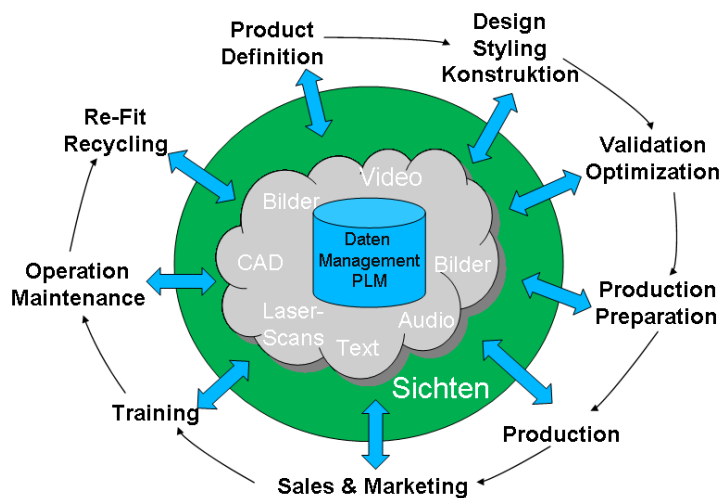 Product
Definition
Design
Styling
Konstruktion
Re-Fit
Recycling
Validation
Optimization
Video
Bilder
Daten
Management
PLM
CAD
Bilder
Operation
Maintenance
Production
Preparation
Laser-
Scans
Audio
Text
Sichten
Training
Production
Sales & Marketing